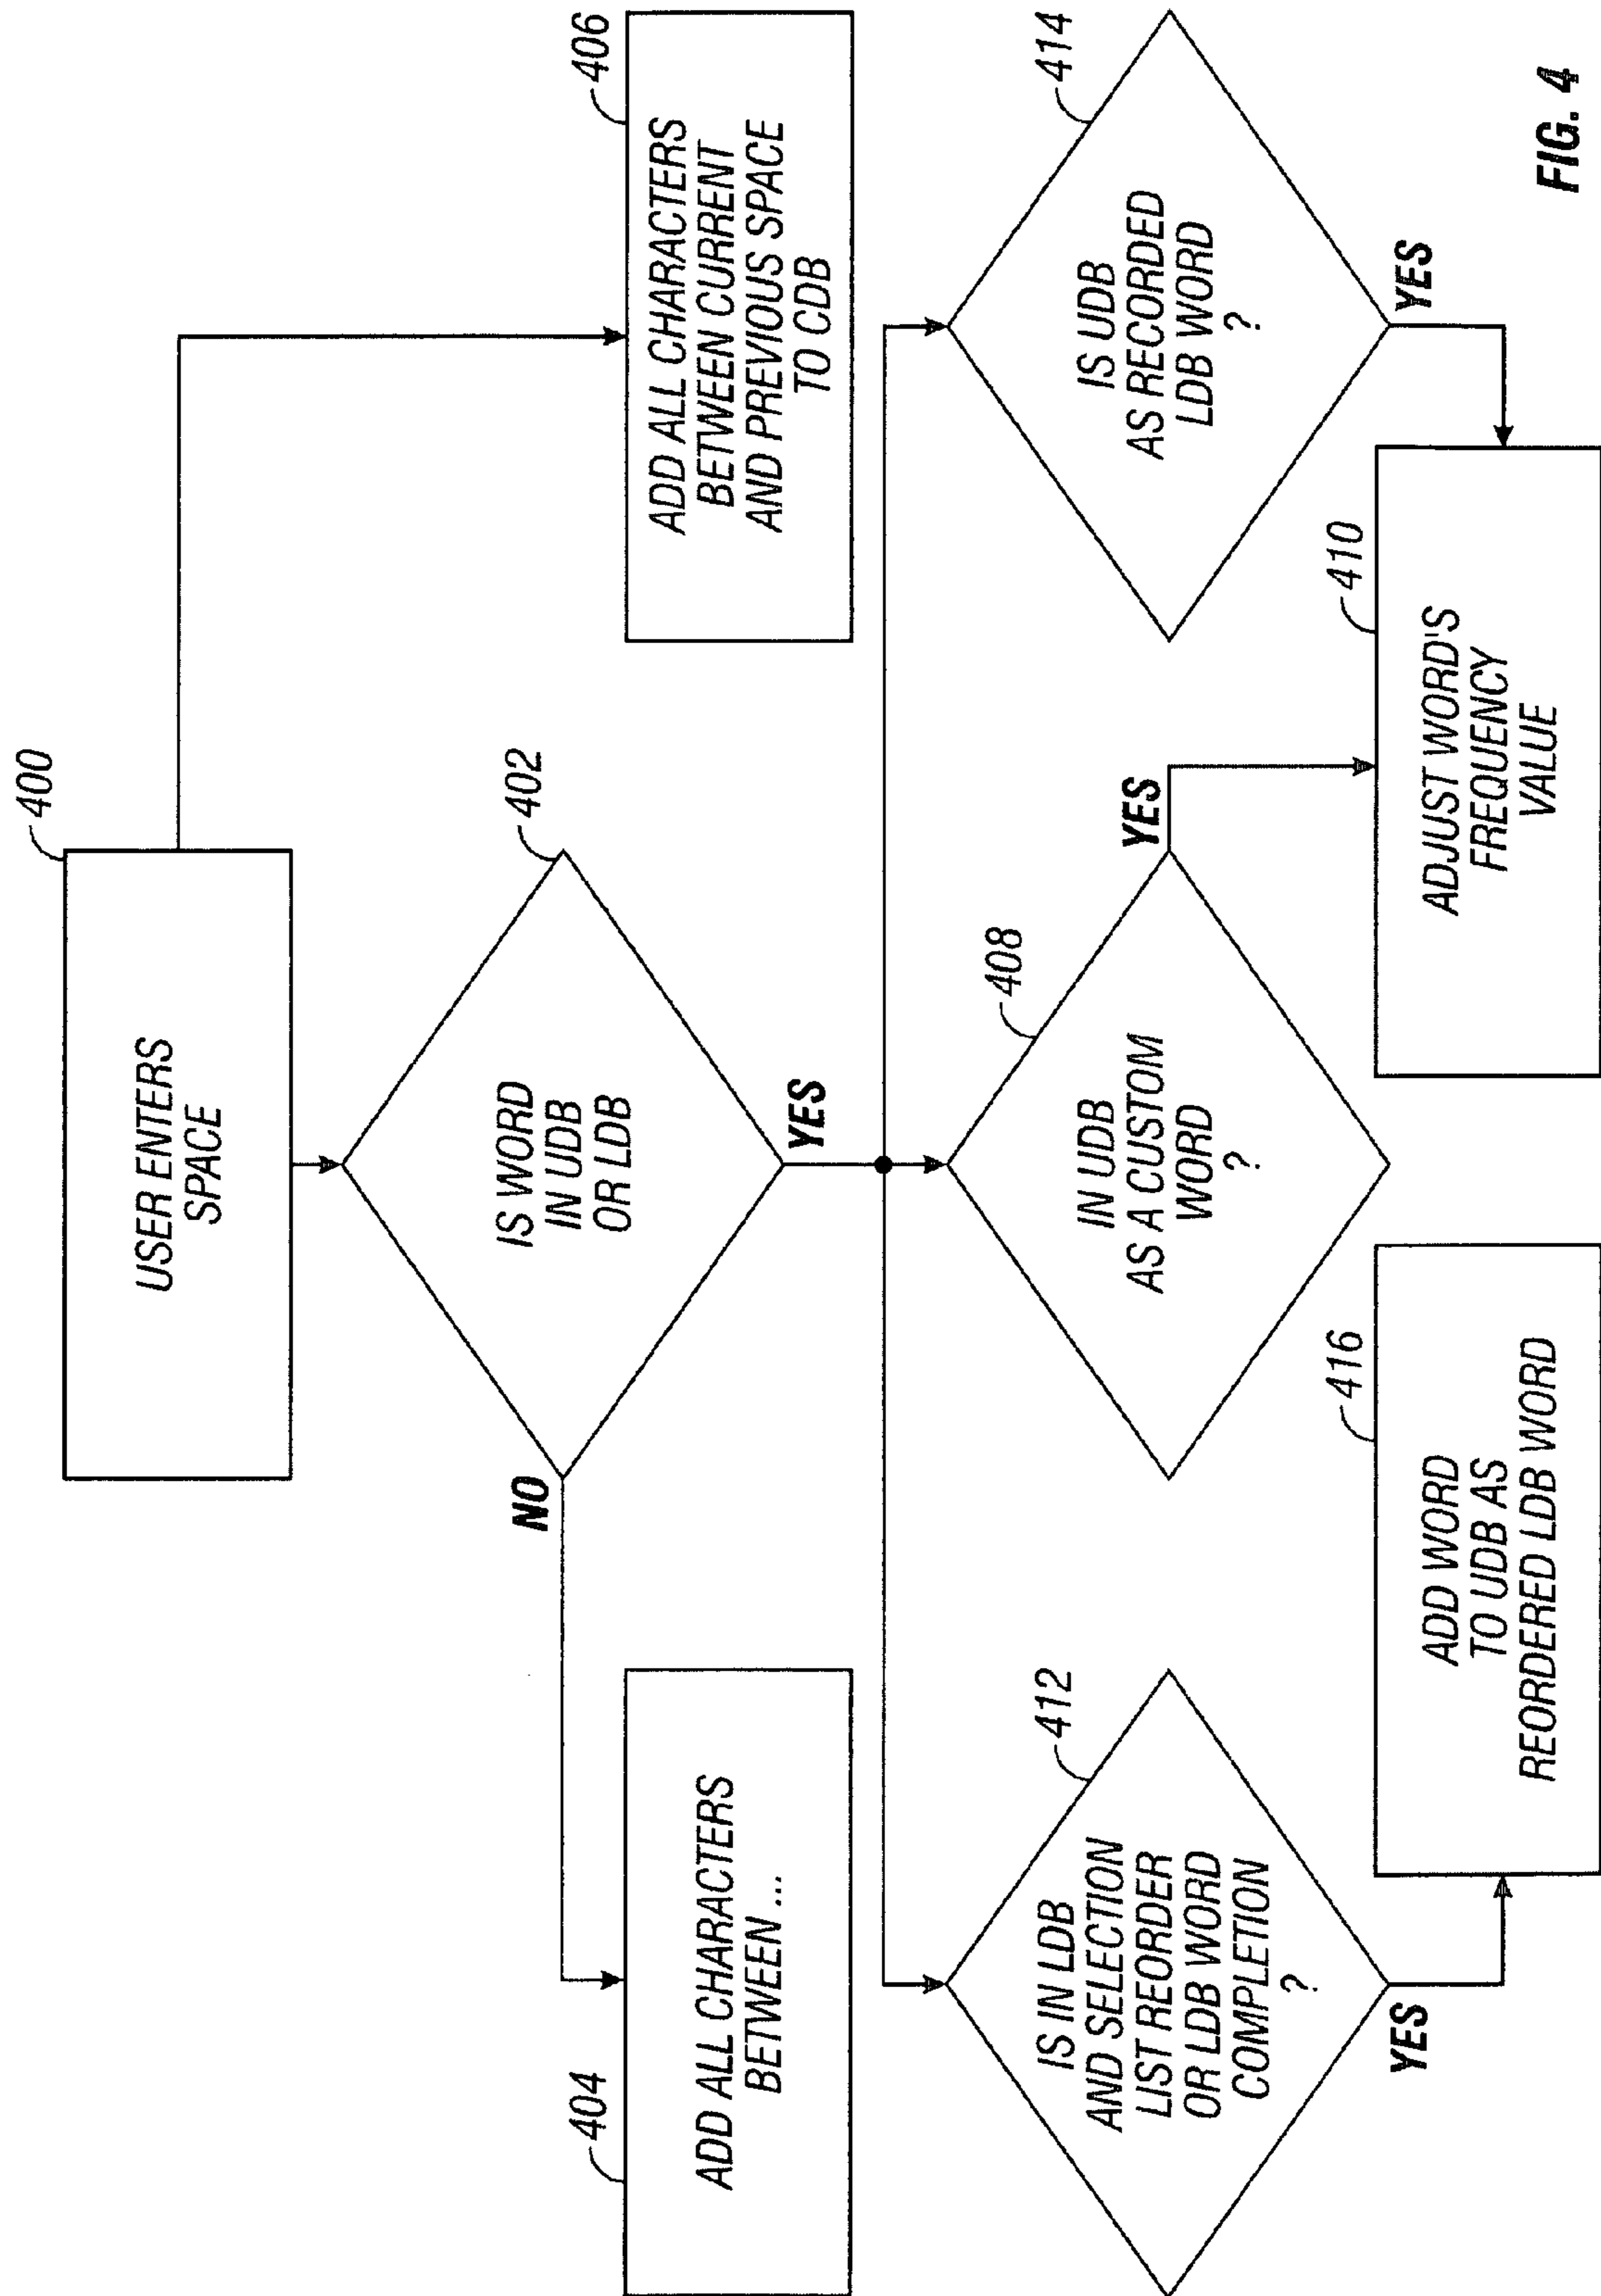 400
USER ENTERS
SPACE
402
IS WORD
IN UDB
OR LDB
NO
YES
404
ADD ALL CHARACTERS
BETWEEN ...
406
ADD ALL CHARACTERS
BETWEEN CURRENT
AND PREVIOUS SPACE
TO CDB
412
IS IN LDB
AND SELECTION
LIST REORDER
OR LDB WORD
COMPLETION
?
YES
408
IN UDB
AS A CUSTOM
WORD
?
YES
414
IS UDB
AS RECORDED
LDB WORD
?
YES
416
ADD WORD
TO UDB AS
REORDERED LDB WORD
410
ADJUST WORD'S
FREQUENCY
VALUE
FIG. 4